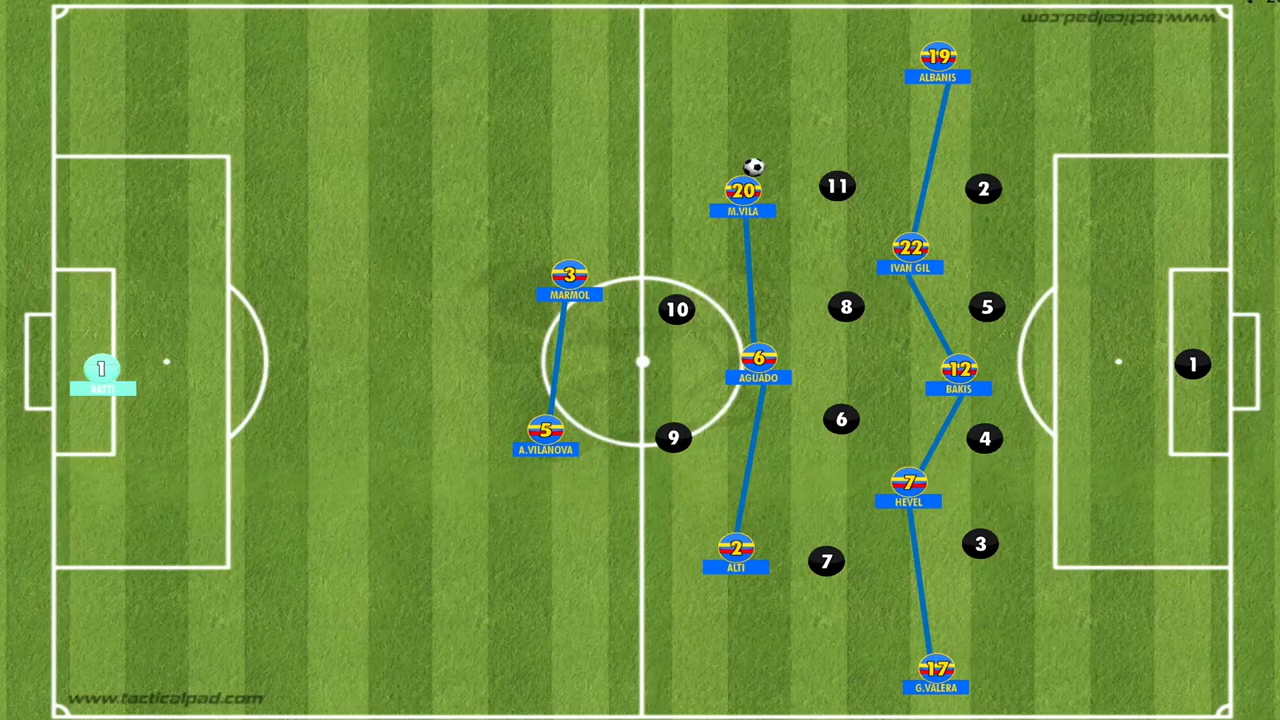 www.tacticalpad.com
19
ALBANIS
20
M.VILA
11
2
22
IVAN GIL
3
MARMOL
10
8
5
1
6
AGUADO
12
BAKIS
1
5
A.VILANOVA
9
6
4
7
HEVEL
2
ALTI
7
3
17
G.VALERA
www.tacticalpad.com